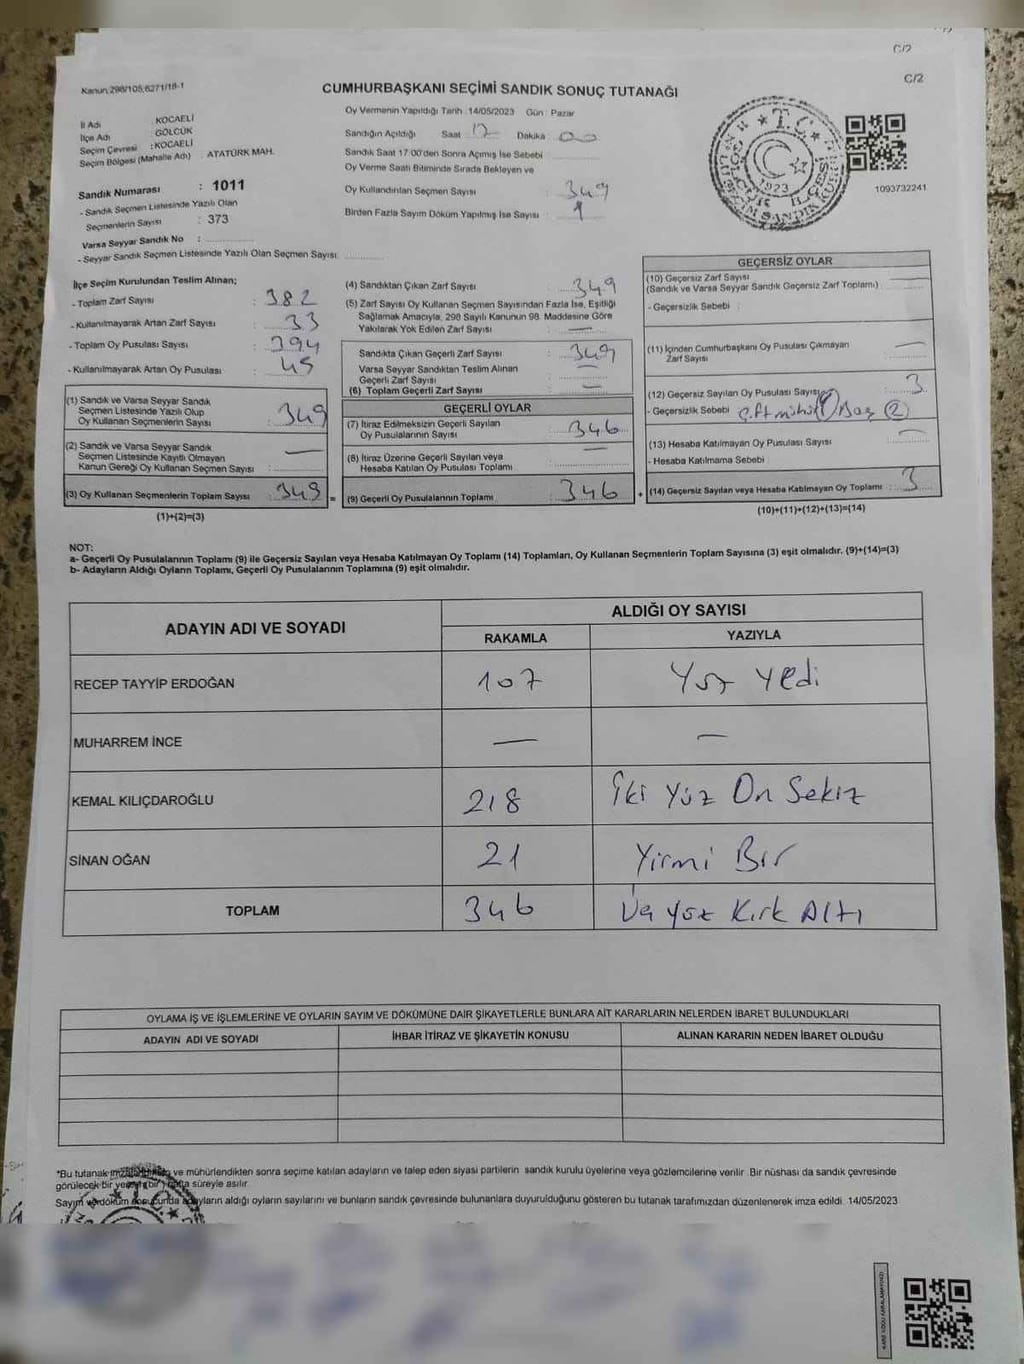 C/2
C/2
Kanun,298/105,6271/18-1
CUMHURBAŞKANI SEÇİMİ SANDIK SONUÇ TUTANAĞI
İl Adı KOCAELİ
İlçe Adı GÖLCÜK
Seçim Çevresi : KOCAELİ
Seçim Bölgesi (Mahalle Adı) : ATATÜRK MAH.
Sandık Numarası : 1011
- Sandık Seçmen Listesinde Yazılı Olan
Seçmenlerin Sayısı : 373
Varsa Seyyar Sandık No :
- Seyyar Sandık Seçmen Listesinde Yazılı Olan Seçmen Sayısı:
Oy Vermenin Yapıldığı Tarih :14/05/2023 Gün : Pazar
Sandığın Açıldığı Saat 17 Dakika 00
Sandık Saat 17:00'den Sonra Açmış İse Sebebi
Oy Verme Saati Bitiminde Sırada Bekleyen ve
Oy Kullandırılan Seçmen Sayısı : 349
Birden Fazla Sayım Döküm Yapılmış İse Sayısı : 1
T.C.
1923
1093732241
İlçe Seçim Kurulundan Teslim Alınan;
- Toplam Zarf Sayısı : 382
- Kullanılmayarak Artan Zarf Sayısı : 33
- Toplam Oy Pusulası Sayısı : 394
- Kullanılmayarak Artan Oy Pusulası : 45
(1) Sandık ve Varsa Seyyar Sandık
Seçmen Listesinde Yazılı Olup
Oy Kullanan Seçmenlerin Sayısı : 349
(2) Sandık ve Varsa Seyyar Sandık
Seçmen Listesinde Kayıtlı Olmayan
Kanun Gereği Oy Kullanan Seçmen Sayısı : —
(3) Oy Kullanan Seçmenlerin Toplam Sayısı : 349 =
(1)+(2)=(3)
(4) Sandıktan Çıkan Zarf Sayısı : 349
(5) Zarf Sayısı Oy Kullanan Seçmen Sayısından Fazla İse, Eşitliği
Sağlamak Amacıyla, 298 Sayılı Kanunun 98. Maddesine Göre
Yakılarak Yok Edilen Zarf Sayısı : —
Sandıkta Çıkan Geçerli Zarf Sayısı : 349
Varsa Seyyar Sandıktan Teslim Alınan
Geçerli Zarf Sayısı : —
(6) Toplam Geçerli Zarf Sayısı : —
GEÇERLİ OYLAR
(7) İtiraz Edilmeksizin Geçerli Sayılan
Oy Pusulalarının Sayısı : 346
(8) İtiraz Üzerine Geçerli Sayılan veya
Hesaba Katılan Oy Pusulası Toplamı : —
(9) Geçerli Oy Pusulalarının Toplamı : 346 +
GEÇERSİZ OYLAR
(10) Geçersiz Zarf Sayısı
(Sandık ve Varsa Seyyar Sandık Geçersiz Zarf Toplamı) :
- Geçersizlik Sebebi :
(11) İçinden Cumhurbaşkanı Oy Pusulası Çıkmayan
Zarf Sayısı : —
(12) Geçersiz Sayılan Oy Pusulası Sayısı : 3
- Geçersizlik Sebebi : Çift mühür (1) Boş (2)
(13) Hesaba Katılmayan Oy Pusulası Sayısı : —
- Hesaba Katılmama Sebebi :
(14) Geçersiz Sayılan veya Hesaba Katılmayan Oy Toplamı : 3
(10)+(11)+(12)+(13)=(14)
NOT:
a- Geçerli Oy Pusulalarının Toplamı (9) ile Geçersiz Sayılan veya Hesaba Katılmayan Oy Toplamı (14) Toplamları, Oy Kullanan Seçmenlerin Toplam Sayısına (3) eşit olmalıdır. (9)+(14)=(3)
b- Adayların Aldığı Oyların Toplamı, Geçerli Oy Pusulalarının Toplamına (9) eşit olmalıdır.
ADAYIN ADI VE SOYADI
ALDIĞI OY SAYISI
RAKAMLA YAZIYLA
RECEP TAYYİP ERDOĞAN 107 Yüz Yedi
MUHARREM İNCE — —
KEMAL KILIÇDAROĞLU 218 İki Yüz On Sekiz
SİNAN OĞAN 21 Yirmi Bir
TOPLAM 346 Üç Yüz Kırk Altı
OYLAMA İŞ VE İŞLEMLERİNE VE OYLARIN SAYIM VE DÖKÜMÜNE DAİR ŞİKAYETLERLE BUNLARA AİT KARARLARIN NELERDEN İBARET BULUNDUKLARI
ADAYIN ADI VE SOYADI İHBAR İTİRAZ VE ŞİKAYETİN KONUSU ALINAN KARARIN NEDEN İBARET OLDUĞU
*Bu tutanak ve mühürlendikten sonra seçime katılan adayların ve talep eden siyasi partilerin sandık kurulu üyelerine veya gözlemcilerine verilir. Bir nüshası da sandık çevresinde
görülecek bir yere (bir) hafta süreyle asılır.
Sayım ve döküm sonucunda adayların aldığı oyların sayılarını ve bunların sandık çevresinde bulunanlara duyurulduğunu gösteren bu tutanak tarafımızdan düzenlenerek imza edildi. 14/05/2023